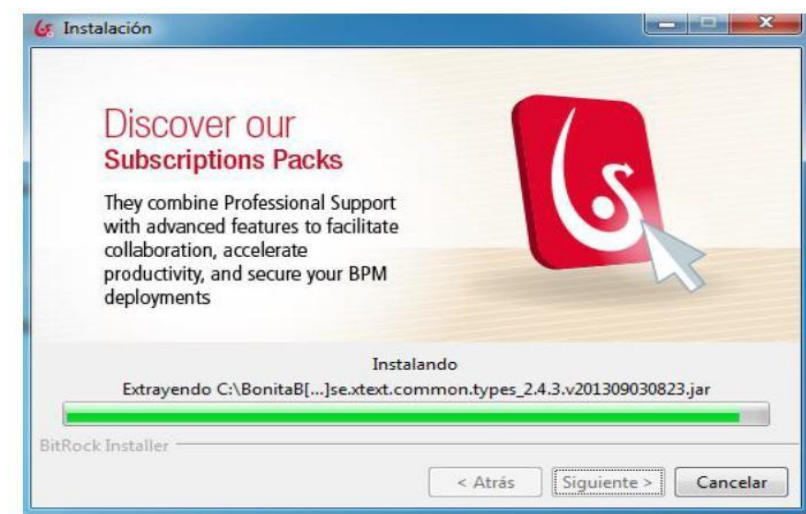 Instalación
Discover our
Subscriptions Packs
They combine Professional Support
with advanced features to facilitate
collaboration, accelerate
productivity, and secure your BPM
deployments
Instalando
Extrayendo C:\BonitaB[...]se.xtext.common.types_2.4.3.v201309030823.jar
BitRock Installer
< Atrás
Siguiente >
Cancelar